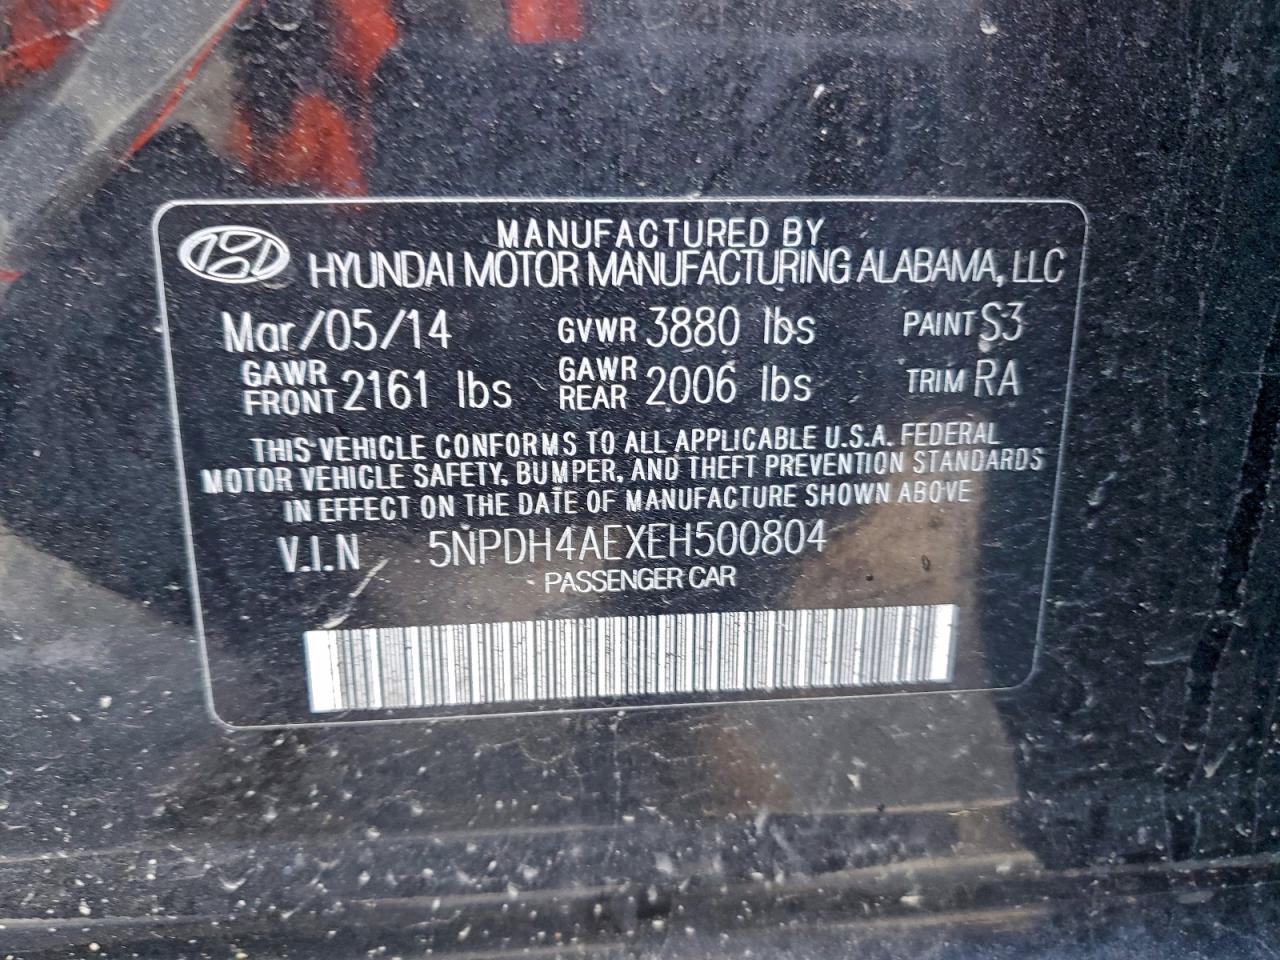 MANUFACTURED BY
HYUNDAI MOTOR MANUFACTURING ALABAMA, LLC
Mar/05/14 GVWR 3880 lbs PAINT S3
GAWR FRONT 2161 lbs GAWR REAR 2006 lbs TRIM RA
THIS VEHICLE CONFORMS TO ALL APPLICABLE U.S.A. FEDERAL
MOTOR VEHICLE SAFETY, BUMPER, AND THEFT PREVENTION STANDARDS
IN EFFECT ON THE DATE OF MANUFACTURE SHOWN ABOVE
V.I.N 5NPDH4AEXEH500804
PASSENGER CAR